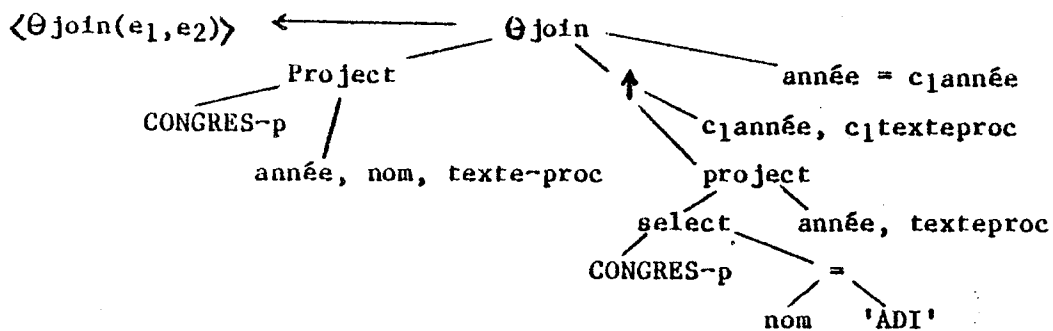 ⟨θjoin(e₁,e₂)⟩ ← θjoin
Project ↑ année = c₁année
CONGRES-p c₁année, c₁texteproc
année, nom, texte-proc project
select année, texteproc
CONGRES-p =
nom 'ADI'